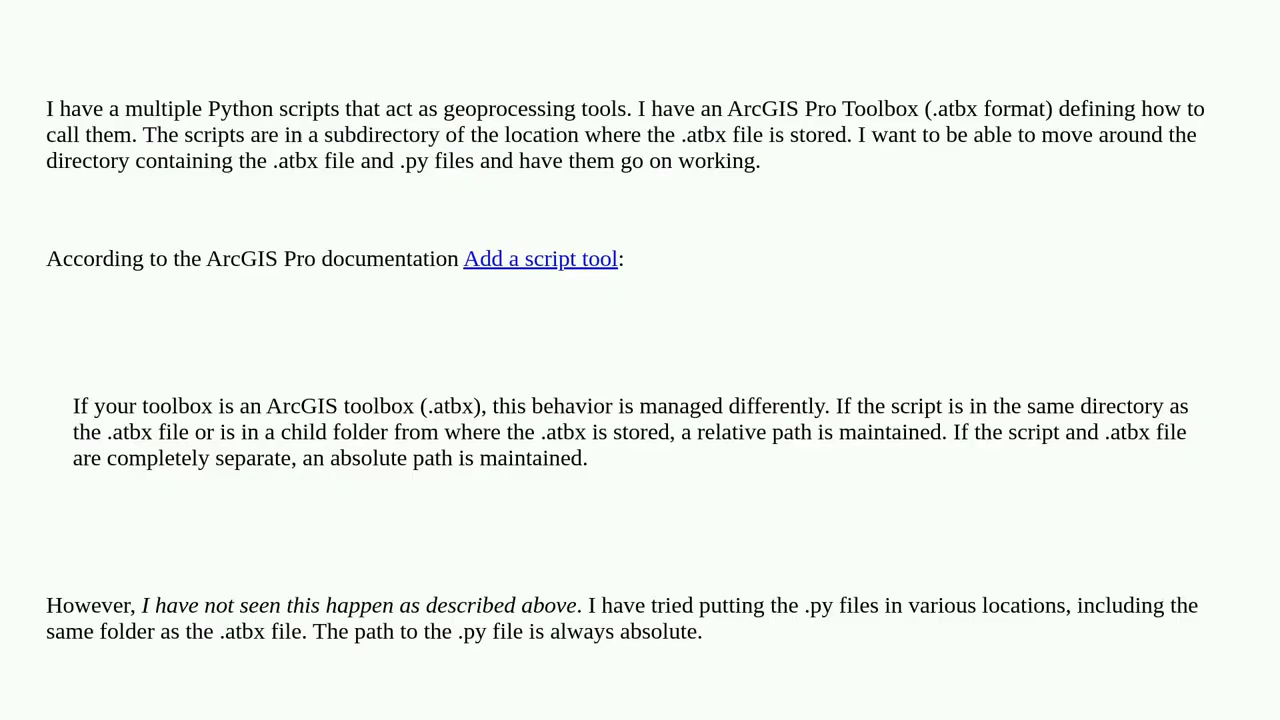 I have a multiple Python scripts that act as geoprocessing tools. I have an ArcGIS Pro Toolbox (.atbx format) defining how to
call them. The scripts are in a subdirectory of the location where the .atbx file is stored. I want to be able to move around the
directory containing the .atbx file and .py files and have them go on working.
According to the ArcGIS Pro documentation Add a script tool:
If your toolbox is an ArcGIS toolbox (.atbx), this behavior is managed differently. If the script is in the same directory as
the .atbx file or is in a child folder from where the .atbx is stored, a relative path is maintained. If the script and .atbx file
are completely separate, an absolute path is maintained.
However, I have not seen this happen as described above. I have tried putting the .py files in various locations, including the
same folder as the .atbx file. The path to the .py file is always absolute.